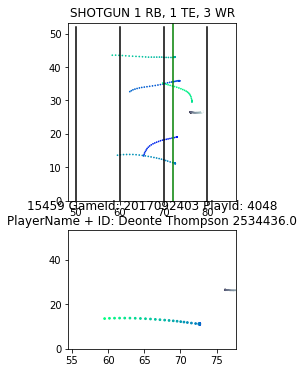 SHOTGUN 1 RB, 1 TE, 3 WR
50
40
30
20
10
0
50 60 70 80
15459 GameId: 2017092403 PlayId: 4048
PlayerName + ID: Deonte Thompson 2534436.0
40
20
0
55 60 65 70 75